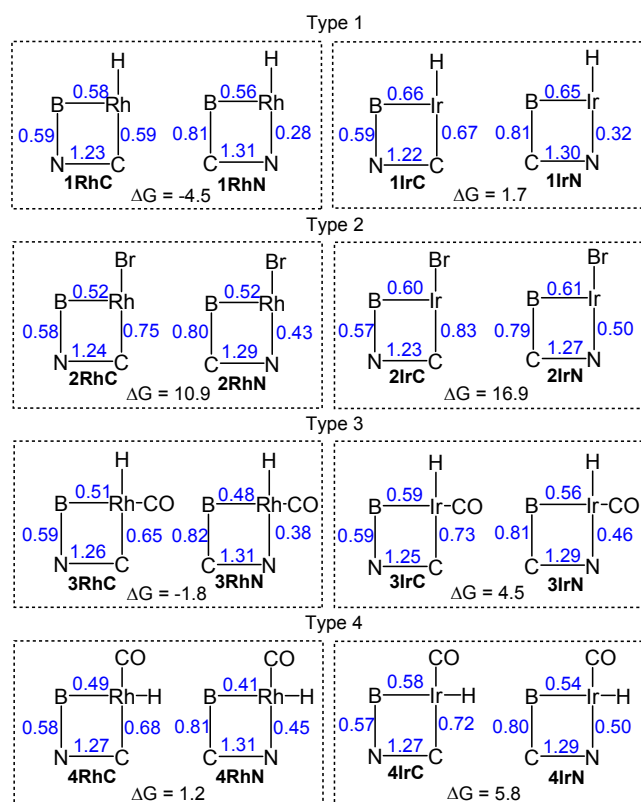 Type 1
H H H H
B 0.58 Rh B 0.56 Rh B 0.66 Ir B 0.65 Ir
0.59 0.59 0.81 0.28 0.59 0.67 0.81 0.32
N 1.23 C C 1.31 N N 1.22 C C 1.30 N
1RhC 1RhN 1IrC 1IrN
ΔG = -4.5 ΔG = 1.7
Type 2
Br Br Br Br
B 0.52 Rh B 0.52 Rh B 0.60 Ir B 0.61 Ir
0.58 0.75 0.80 0.43 0.57 0.83 0.79 0.50
N 1.24 C C 1.29 N N 1.23 C C 1.27 N
2RhC 2RhN 2IrC 2IrN
ΔG = 10.9 ΔG = 16.9
Type 3
H H H H
B 0.51 Rh-CO B 0.48 Rh-CO B 0.59 Ir-CO B 0.56 Ir-CO
0.59 0.65 0.82 0.38 0.59 0.73 0.81 0.46
N 1.26 C C 1.31 N N 1.25 C C 1.29 N
3RhC 3RhN 3IrC 3IrN
ΔG = -1.8 ΔG = 4.5
Type 4
CO CO CO CO
B 0.49 Rh-H B 0.41 Rh-H B 0.58 Ir-H B 0.54 Ir-H
0.58 0.68 0.81 0.45 0.57 0.72 0.80 0.50
N 1.27 C C 1.31 N N 1.27 C C 1.29 N
4RhC 4RhN 4IrC 4IrN
ΔG = 1.2 ΔG = 5.8